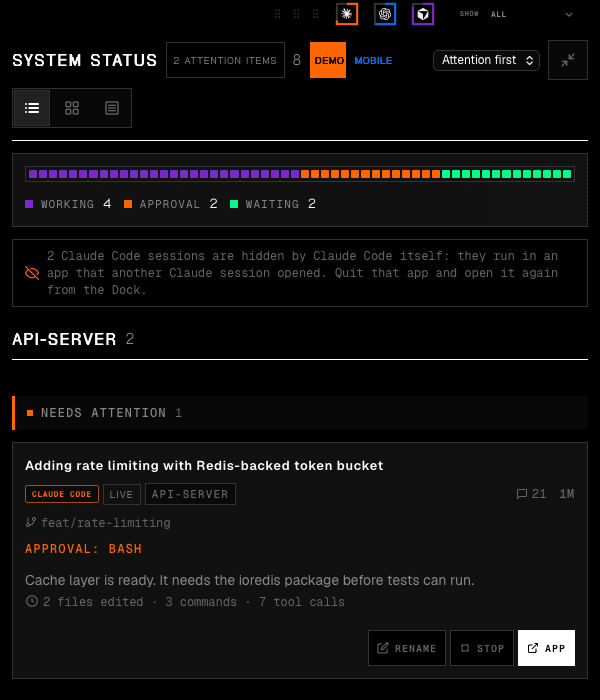 SHOW ALL
SYSTEM STATUS 2 ATTENTION ITEMS 8 DEMO MOBILE Attention first
WORKING 4 APPROVAL 2 WAITING 2
2 Claude Code sessions are hidden by Claude Code itself: they run in an
app that another Claude session opened. Quit that app and open it again
from the Dock.
API-SERVER 2
NEEDS ATTENTION 1
Adding rate limiting with Redis-backed token bucket
CLAUDE CODE LIVE API-SERVER 21 1M
feat/rate-limiting
APPROVAL: BASH
Cache layer is ready. It needs the ioredis package before tests can run.
2 files edited · 3 commands · 7 tool calls
RENAME STOP APP